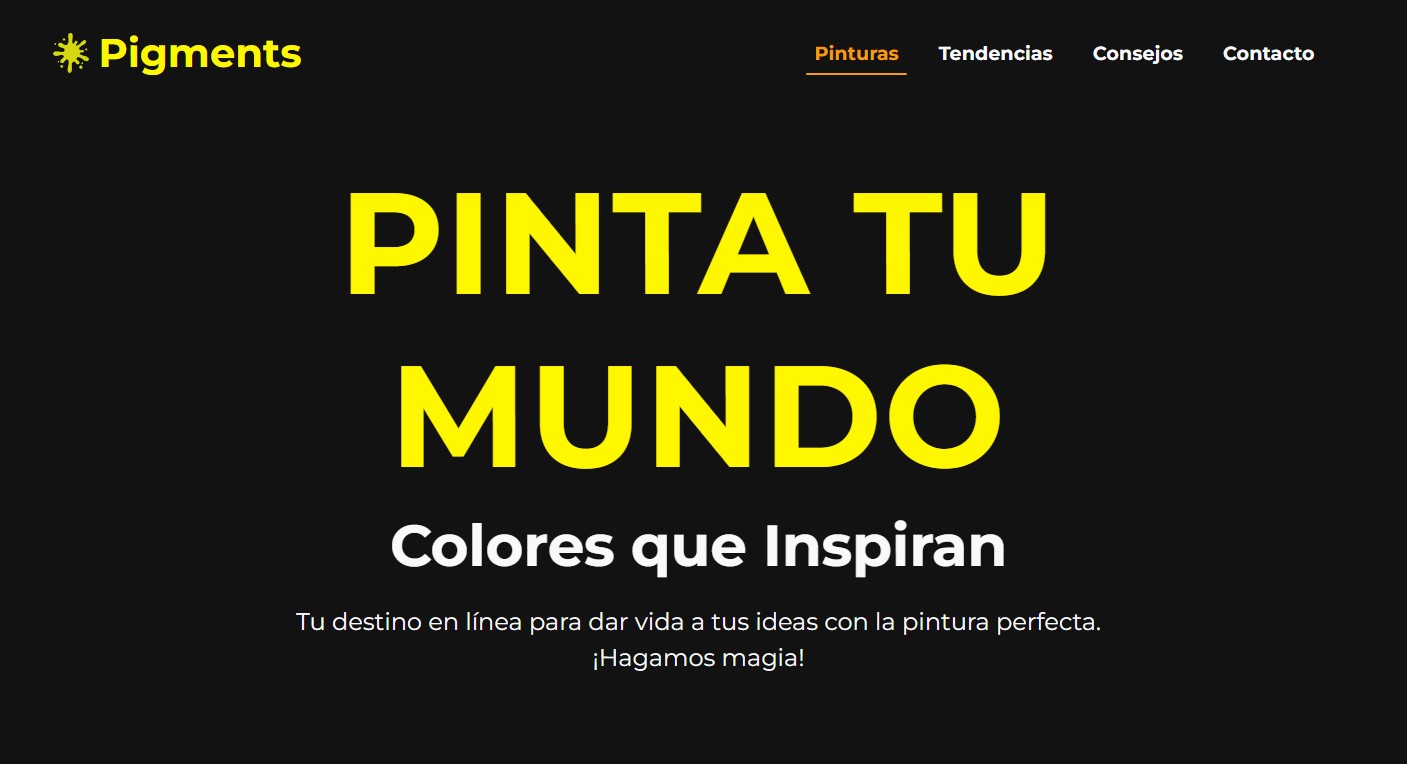 Pigments
Pinturas Tendencias Consejos Contacto
PINTA TU
MUNDO
Colores que Inspiran
Tu destino en línea para dar vida a tus ideas con la pintura perfecta.
¡Hagamos magia!